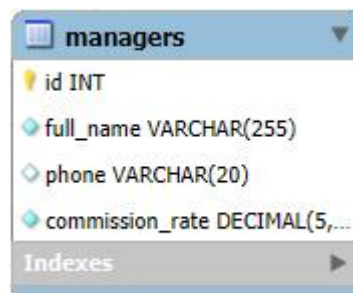 managers
id INT
full_name VARCHAR(255)
phone VARCHAR(20)
commission_rate DECIMAL(5,...
Indexes